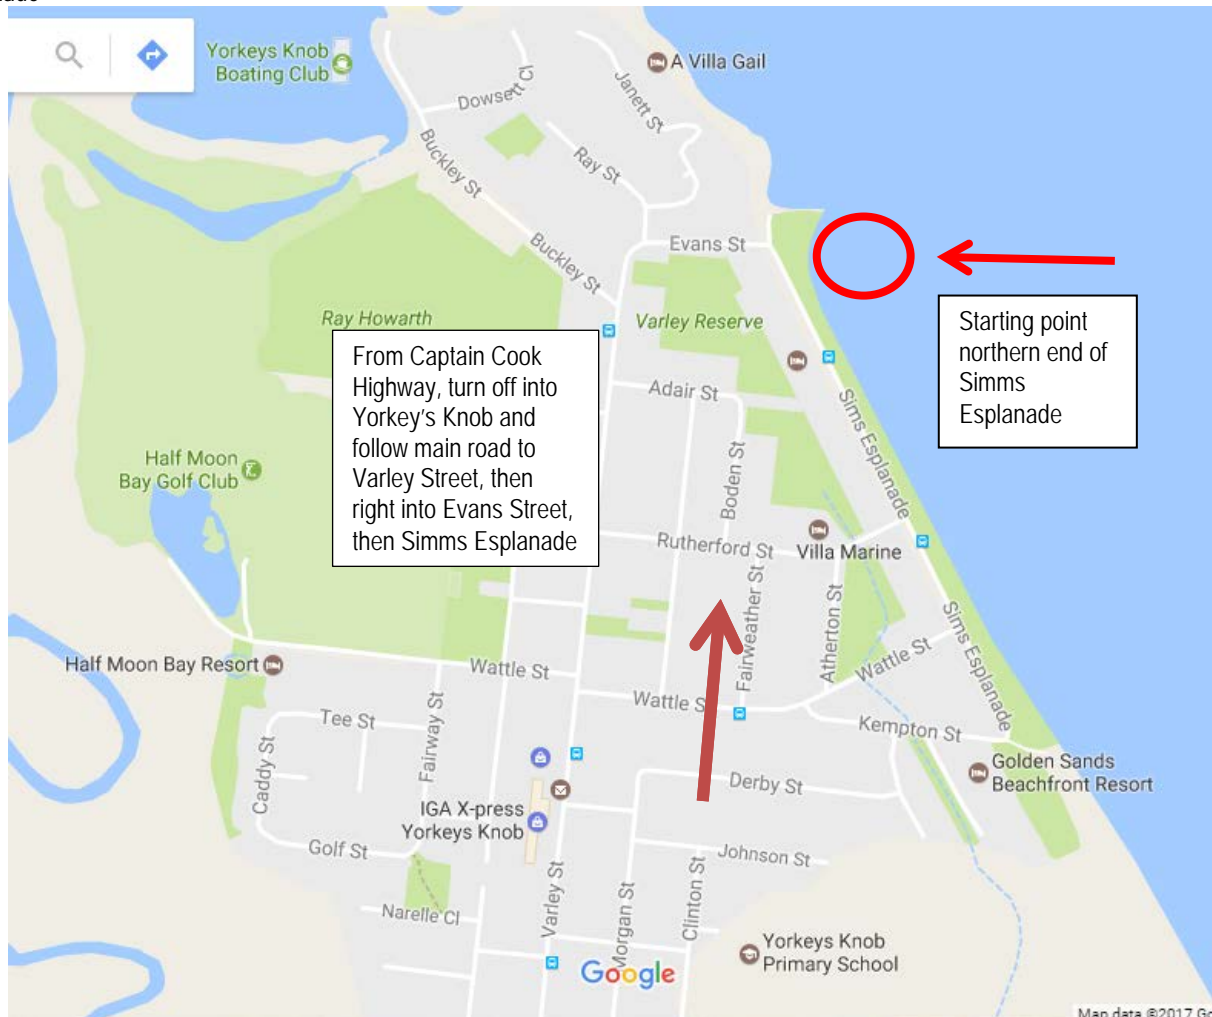 Yorkeys Knob
Boating Club
A Villa Gail
Dowsett Cl
Janett St
Buckley St
Ray St
Buckley St
Evans St
Ray Howarth
Varley Reserve
Starting point
northern end of
Simms
Esplanade
From Captain Cook
Highway, turn off into
Yorkey's Knob and
follow main road to
Varley Street, then
right into Evans Street,
then Simms Esplanade
Adair St
Sims Esplanade
Half Moon
Bay Golf Club
Boden St
Rutherford St
Villa Marine
Fairweather St
Atherton St
Sims Esplanade
Half Moon Bay Resort
Wattle St
Wattle St
Wattle S
Fairway St
Tee St
Caddy St
Kempton St
Golden Sands
Beachfront Resort
Derby St
IGA X-press
Yorkeys Knob
Golf St
Johnson St
Varley St
Morgan St
Clinton St
Narelle Cl
Yorkeys Knob
Primary School
Google
Map data ©2017 Go